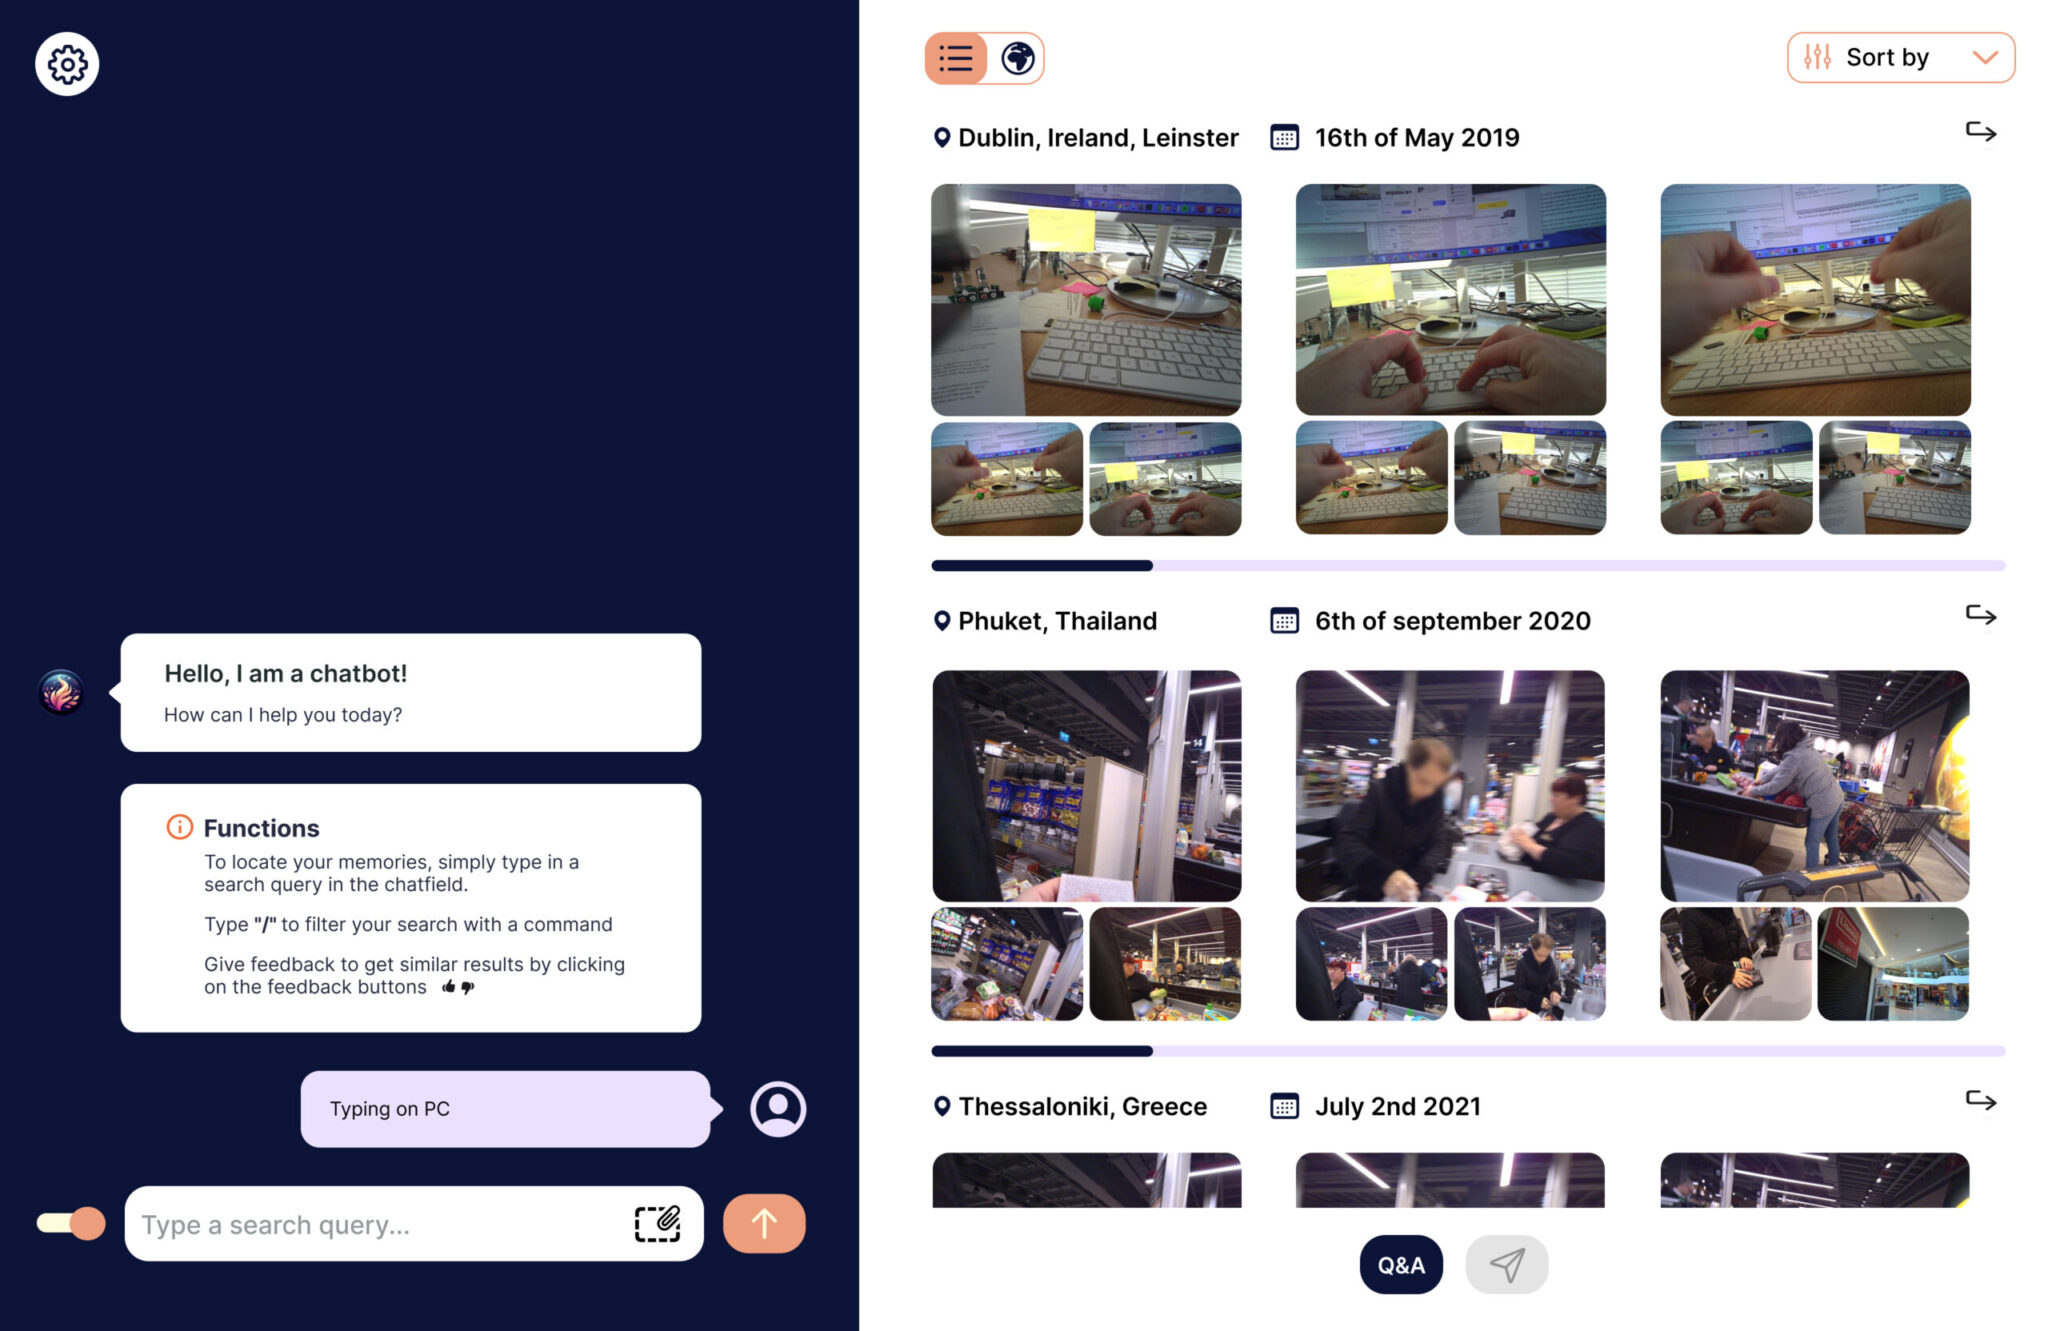 Sort by
Dublin, Ireland, Leinster
16th of May 2019
Phuket, Thailand
6th of september 2020
14
Thessaloniki, Greece
July 2nd 2021
Q&A
Hello, I am a chatbot!
How can I help you today?
Functions
To locate your memories, simply type in a
search query in the chatfield.
Type "/" to filter your search with a command
Give feedback to get similar results by clicking
on the feedback buttons
Typing on PC
Type a search query...